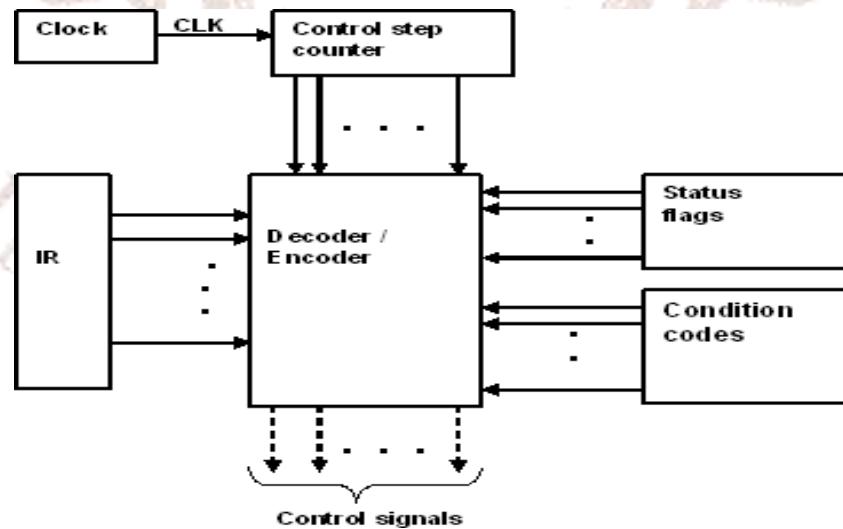 Clock
CLK
Control step
counter
IR
Decoder /
Encoder
Status
flags
Condition
codes
Control signals